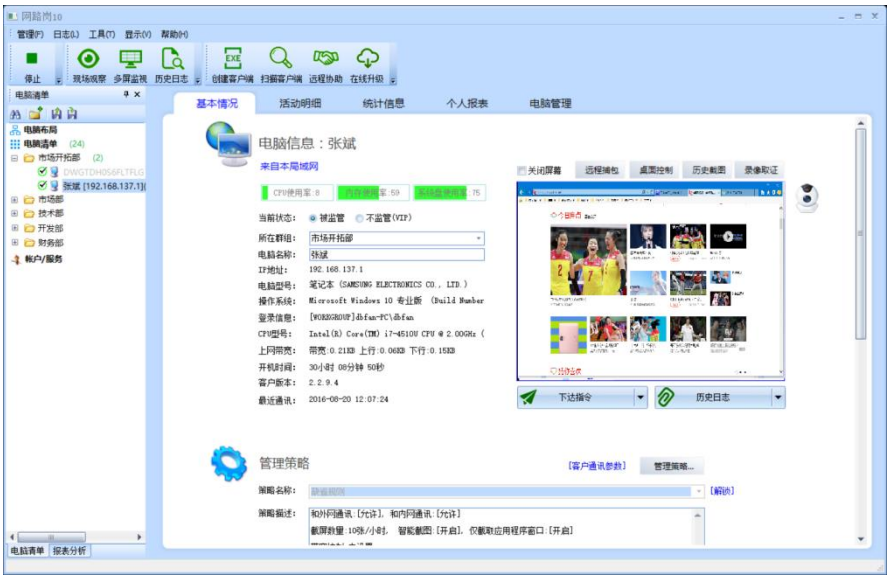 网路岗10
管理(F) 日志(L) 工具(T) 显示(V) 帮助(H)
停止 现场观察 多屏监视 历史日志 创建客户端 扫描客户端 远程协助 在线升级
EXE
电脑清单
基本情况 活动明细 统计信息 个人报表 电脑管理
电脑布局
电脑清单 (24)
市场开拓部 (2)
DWGTDH0S6FLTFLG
张斌 [192.168.137.1](
市场部
技术部
开发部
财务部
帐户/服务
电脑信息：张斌
来自本局域网
CPU使用率:8 内存使用率:59 系统盘使用率:75
当前状态: 被监管 不监管(VIP)
所在群组: 市场开拓部
电脑名称: 张斌
IP地址: 192.168.137.1
电脑型号: 笔记本 (SAMSUNG ELECTRONICS CO., LTD.)
操作系统: Microsoft Windows 10 专业版 (Build Number
登录信息: [WORKGROUP]dbfan-PC\dbfan
CPU型号: Intel(R) Core(TM) i7-4510U CPU @ 2.00GHz (
上网带宽: 带宽:0.21KB 上行:0.06KB 下行:0.15KB
开机时间: 30小时 08分钟 50秒
客户版本: 2.2.9.4
最近通讯: 2016-08-20 12:07:24
关闭屏幕 远程捕包 桌面控制 历史截图 录像取证
今日热点
下达指令 历史日志
管理策略
[客户通讯参数] 管理策略...
策略名称: 缺省规则 [解锁]
策略描述: 和外网通讯:[允许], 和内网通讯:[允许]
截屏数量:10张/小时, 智能截图:[开启], 仅截取应用程序窗口:[开启]
电脑清单 报表分析